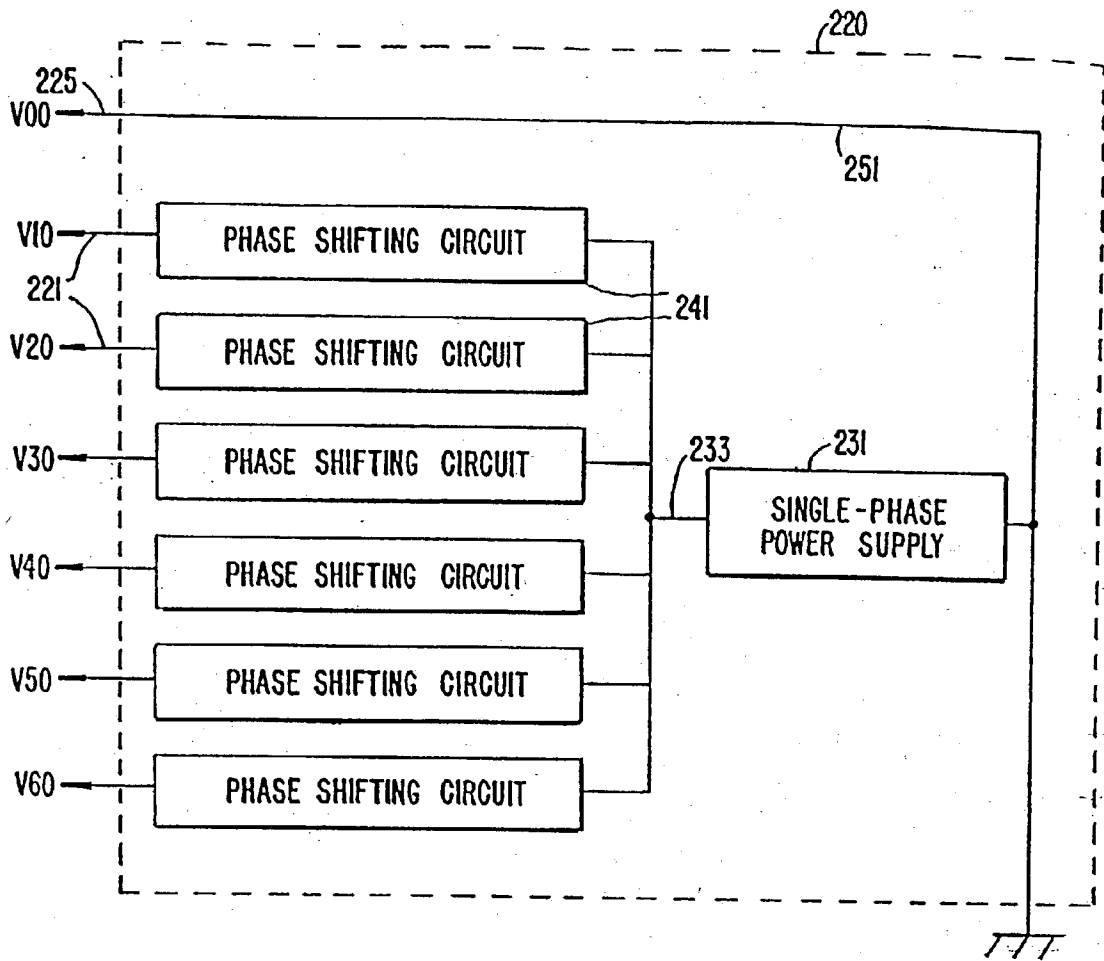 220
225
V00
251
V10
PHASE SHIFTING CIRCUIT
221
241
V20
PHASE SHIFTING CIRCUIT
V30
PHASE SHIFTING CIRCUIT
233
231
SINGLE-PHASE
POWER SUPPLY
V40
PHASE SHIFTING CIRCUIT
V50
PHASE SHIFTING CIRCUIT
V60
PHASE SHIFTING CIRCUIT